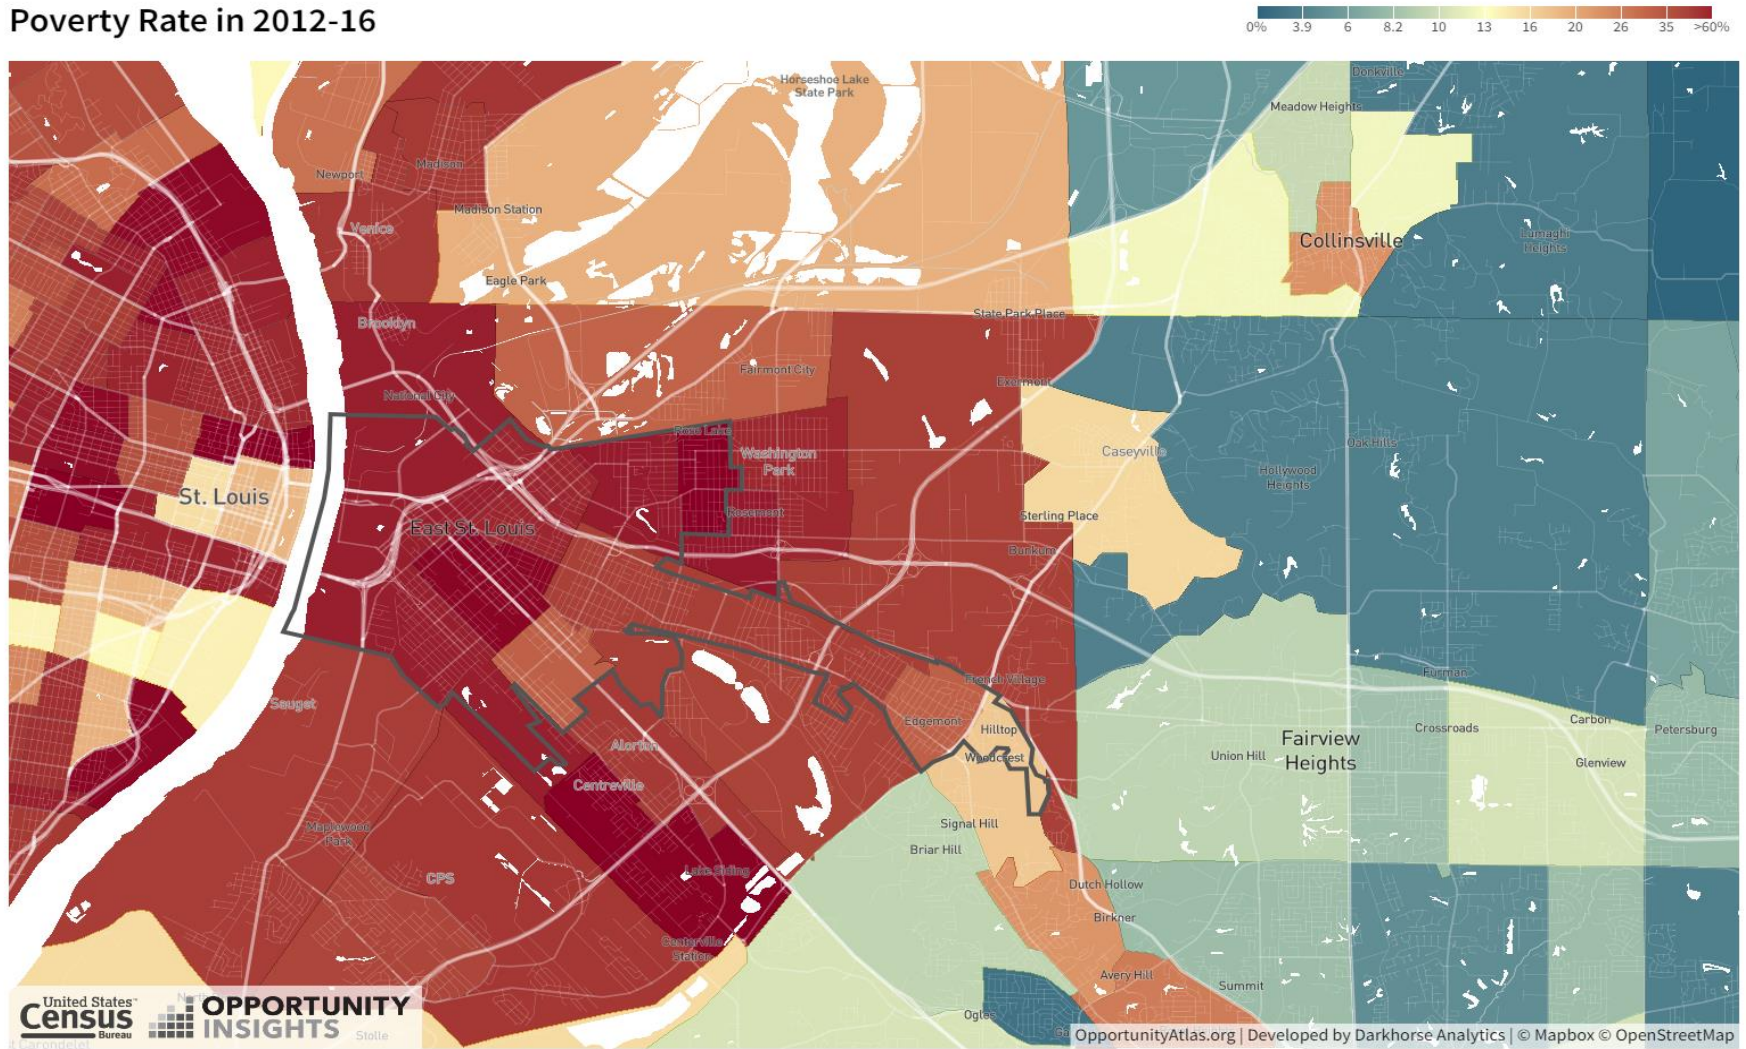 Poverty Rate in 2012-16
0% 3.9 6 8.2 10 13 16 20 26 35 >60%
Horseshoe Lake
State Park
Donkville
Meadow Heights
Madison
Newport
Madison Station
Venice
Collinsville
Lumaghi
Heights
Eagle Park
State Park Place
Brooklyn
Fairmont City
Exermont
National City
Rose Lake
Washington
Park
Caseyville
Oak Hills
Hollywood
Heights
St. Louis
East St. Louis
Rosemont
Sterling Place
Bunkum
French Village
Furman
Sauget
Edgemont
Hilltop
Carbon
Crossroads
Petersburg
Alorton
Woodcrest
Union Hill
Fairview
Heights
Glenview
Centreville
Signal Hill
Maplewood
Park
Briar Hill
CPS
Lake Siding
Dutch Hollow
Birkner
Centerville
Station
Avery Hill
Summit
United States™
Census
Bureau
OPPORTUNITY
INSIGHTS
Stolle
Carondelet
Ogles
OpportunityAtlas.org | Developed by Darkhorse Analytics | © Mapbox © OpenStreetMap